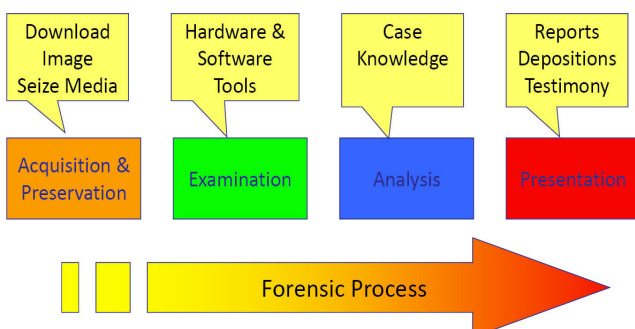 Download
Image
Seize Media
Hardware &
Software
Tools
Case
Knowledge
Reports
Depositions
Testimony
Acquisition &
Preservation
Examination
Analysis
Presentation
Forensic Process